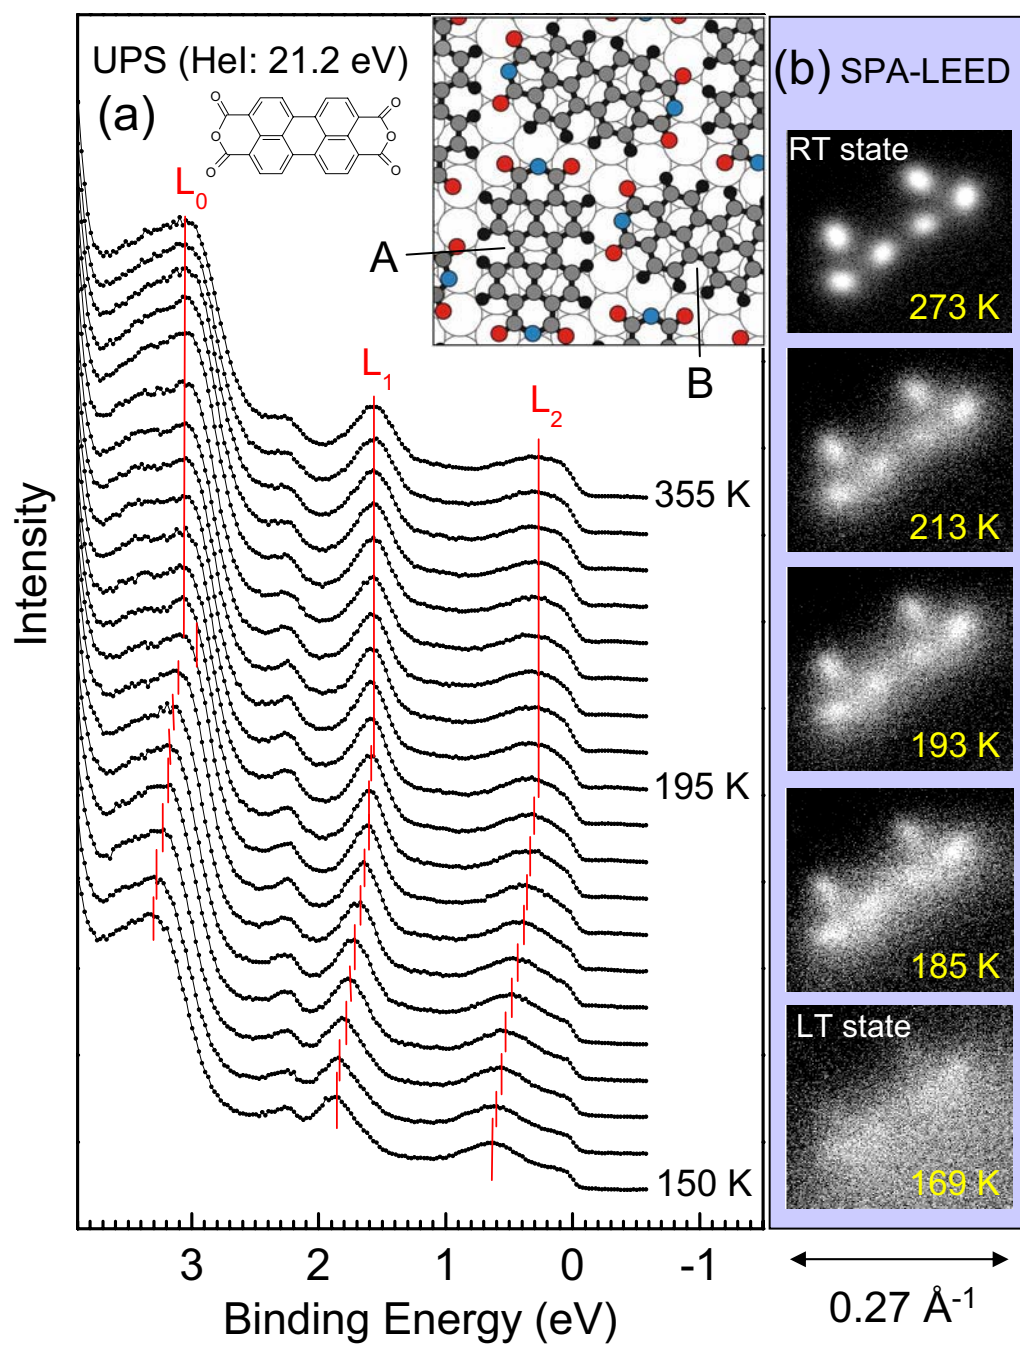 UPS (HeI: 21.2 eV)
(a)
O
O
O
O
O
O
L0
L1
L2
A
B
355 K
195 K
150 K
Intensity
3
2
1
0
-1
Binding Energy (eV)
(b) SPA-LEED
RT state
273 K
213 K
193 K
185 K
LT state
169 K
0.27 Å-1